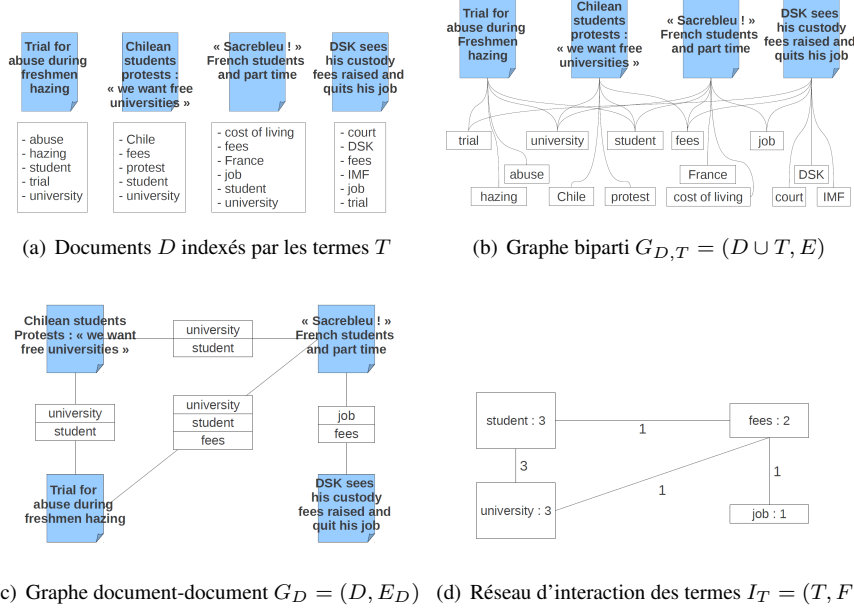 Trial for
abuse during
freshmen
hazing
Chilean
students
protests :
« we want free
universities »
« Sacrebleu ! »
French students
and part time
DSK sees
his custody
fees raised and
quits his job
- abuse
- hazing
- student
- trial
- university
- Chile
- fees
- protest
- student
- university
- cost of living
- fees
- France
- job
- student
- university
- court
- DSK
- fees
- IMF
- job
- trial
(a) Documents D indexés par les termes T
Trial for
abuse during
Freshmen
hazing
Chilean
students
protests :
« we want free
universities »
« Sacrebleu ! »
French students
and part time
DSK sees
his custody
fees raised and
quits his job
trial
university
student
fees
job
abuse
France
DSK
hazing
Chile
protest
cost of living
court
IMF
(b) Graphe biparti G_{D,T} = (D ∪ T, E)
Chilean students
Protests : « we want
free universities »
university
student
« Sacrebleu ! »
French students
and part time
university
student
university
student
fees
job
fees
Trial for
abuse during
freshmen hazing
DSK sees
his custody
fees raised and
quit his job
c) Graphe document-document G_D = (D, E_D)
student : 3
1
fees : 2
3
1
1
university : 3
job : 1
(d) Réseau d'interaction des termes I_T = (T, F